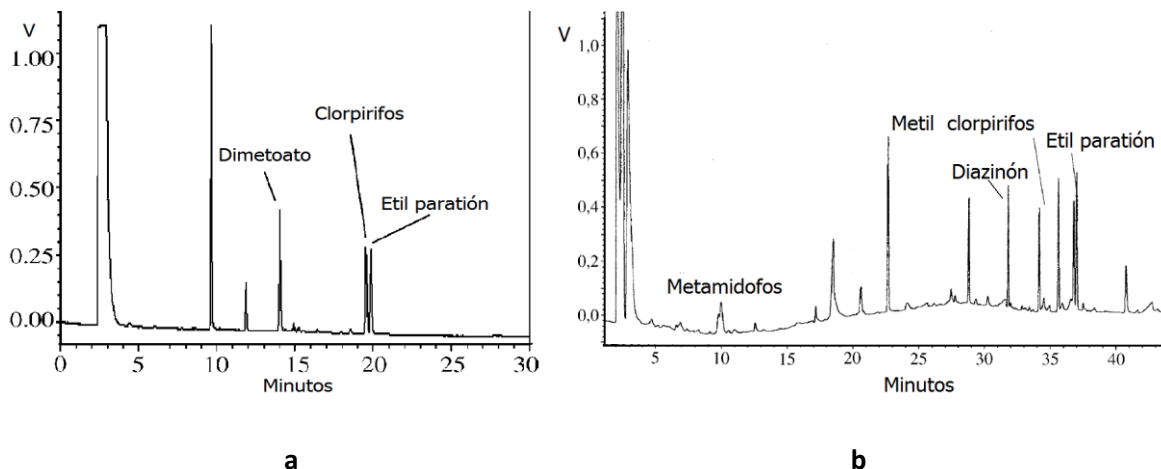 V
1.00
0.75
0.50
0.25
0.00
0 5 10 15 20 25 30
Minutos
Dimetoato
Clorpirifos
Etil paratión
a
V
1,0
0,8
0,6
0,4
0,2
0,0
5 10 15 20 25 30 35 40
Minutos
Metamidofos
Metil clorpirifos
Diazinón
Etil paratión
b